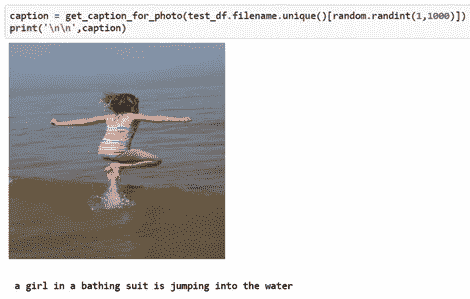 caption = get_caption_for_photo(test_df.filename.unique()[random.randint(1,1000)])
print('\n\n',caption)
a girl in a bathing suit is jumping into the water